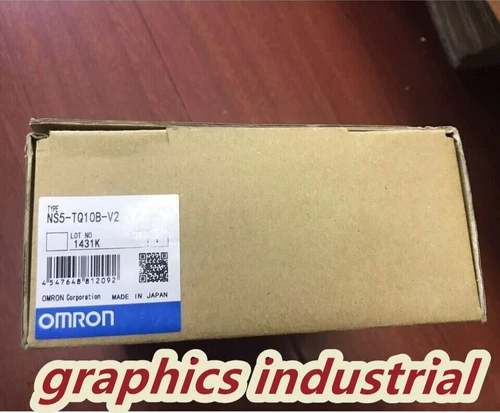 TYPE
NS5-TQ10B-V2
LOT NO
1431K
4 547648 812092
OMRON Corporation MADE IN JAPAN
OMRON
graphics industrial